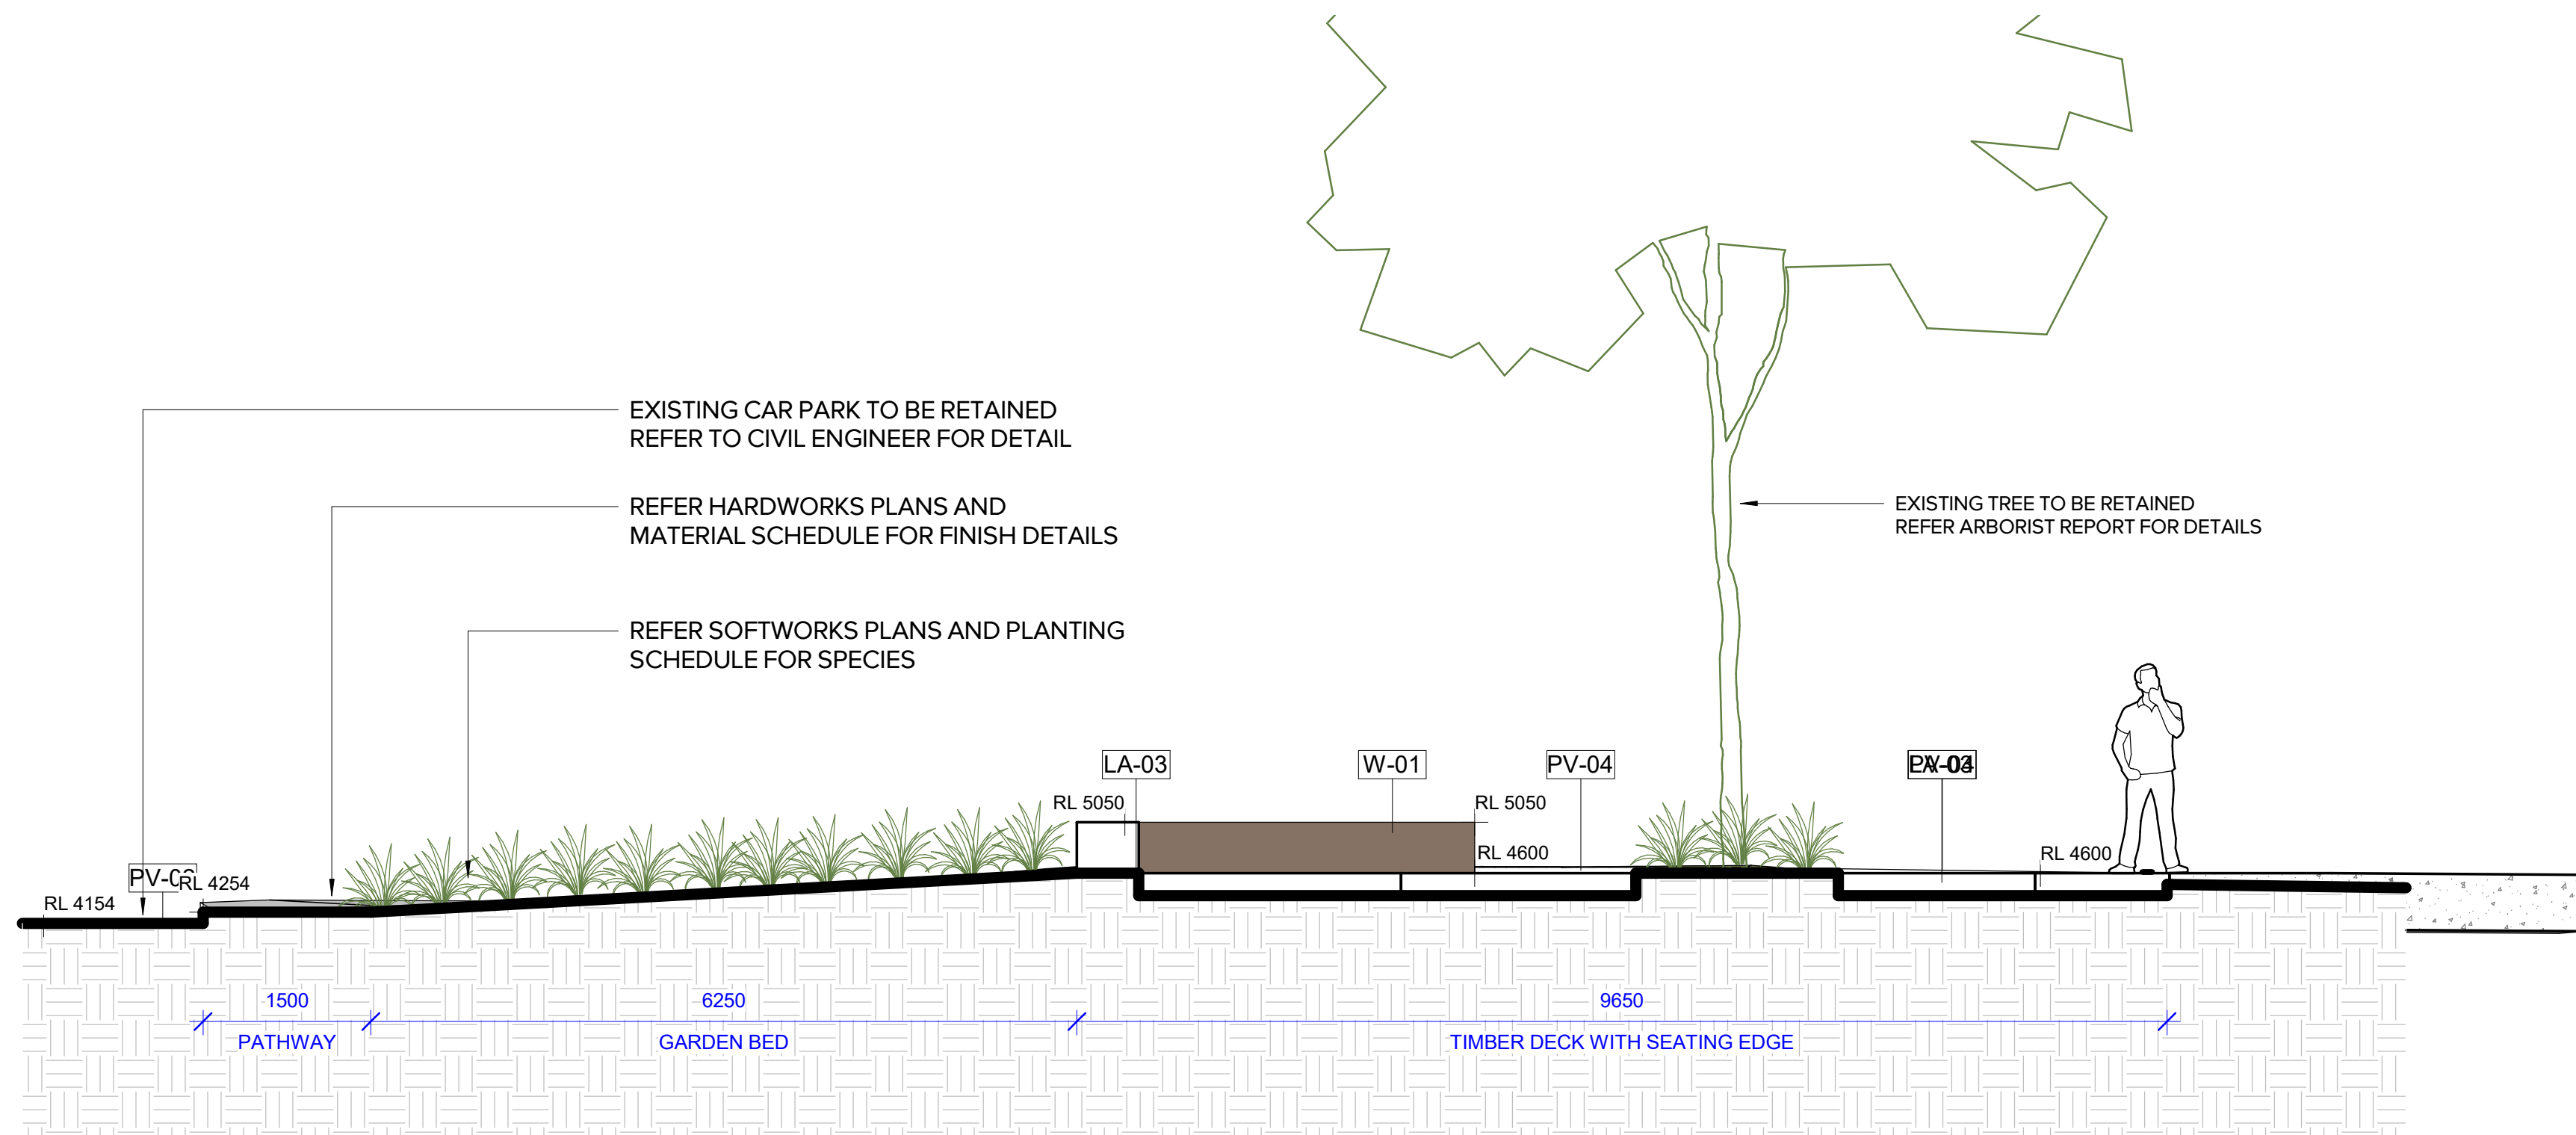 EXISTING CAR PARK TO BE RETAINED
REFER TO CIVIL ENGINEER FOR DETAIL
REFER HARDWORKS PLANS AND
MATERIAL SCHEDULE FOR FINISH DETAILS
EXISTING TREE TO BE RETAINED
REFER ARBORIST REPORT FOR DETAILS
REFER SOFTWORKS PLANS AND PLANTING
SCHEDULE FOR SPECIES
LA-03
W-01
PV-04
RL 5050
RL 5050
RL 4600
RL 4600
RL 4254
RL 4154
1500
6250
9650
PATHWAY
GARDEN BED
TIMBER DECK WITH SEATING EDGE